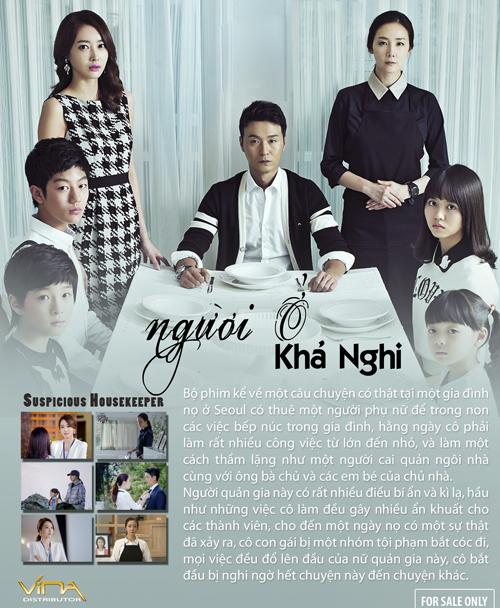 người Ở
Khả Nghi
SUSPICIOUS HOUSEKEEPER
Bộ phim kể về một câu chuyện có thật tại một gia đình
nọ ở Seoul có thuê một người phụ nữ để trong non
các việc bếp núc trong gia đình, hằng ngày cô phải
làm rất nhiều công việc từ lớn đến nhỏ, và làm một
cách thầm lặng như một người cai quản ngôi nhà
cùng với ông bà chủ và các em bé của chủ nhà.
Người quản gia này có rất nhiều điều bí ẩn và kì lạ, hầu
như những việc cô làm đều gây nhiều ẩn khuất cho
các thành viên, cho đến một ngày nọ có một sự thật
đã xảy ra, cô con gái bị một nhóm tội phạm bắt cóc đi,
mọi việc đều đổ lên đầu của nữ quản gia này, cô bắt
đầu bị nghi ngờ hết chuyện này đến chuyện khác.
VINA
DISTRIBUTOR
FOR SALE ONLY